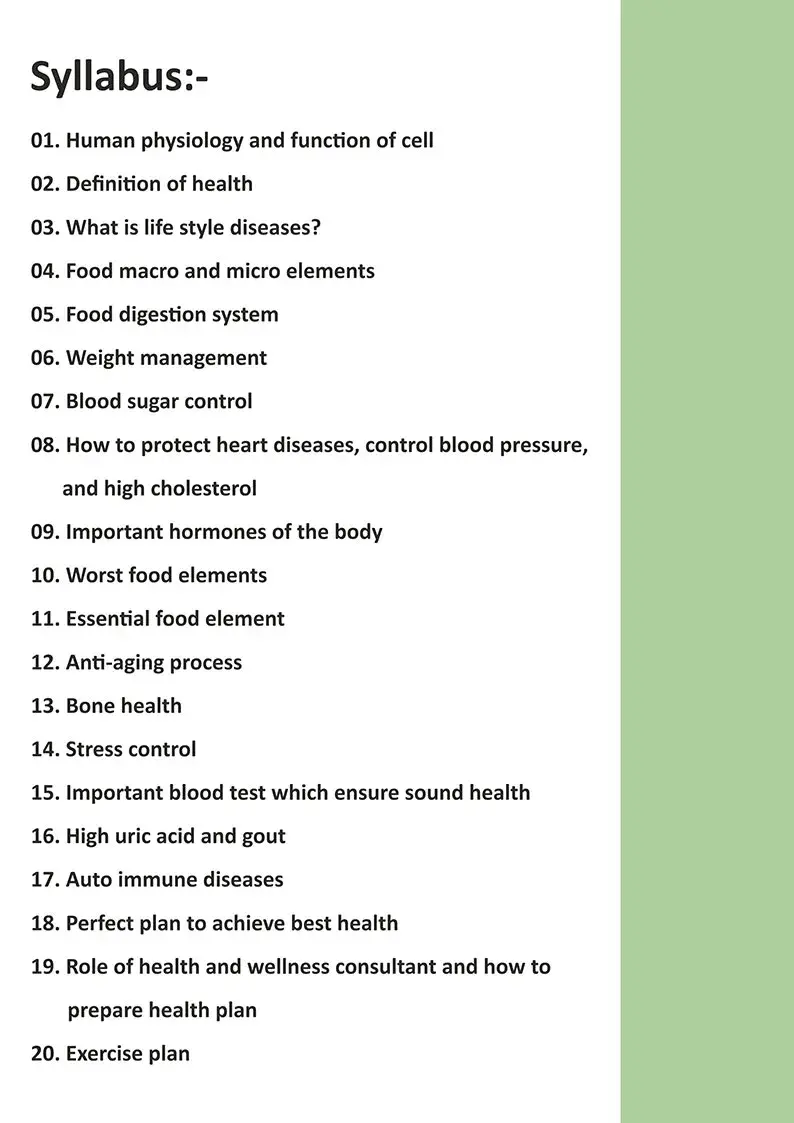 Syllabus:-
01. Human physiology and function of cell
02. Definition of health
03. What is life style diseases?
04. Food macro and micro elements
05. Food digestion system
06. Weight management
07. Blood sugar control
08. How to protect heart diseases, control blood pressure,
and high cholesterol
09. Important hormones of the body
10. Worst food elements
11. Essential food element
12. Anti-aging process
13. Bone health
14. Stress control
15. Important blood test which ensure sound health
16. High uric acid and gout
17. Auto immune diseases
18. Perfect plan to achieve best health
19. Role of health and wellness consultant and how to
prepare health plan
20. Exercise plan